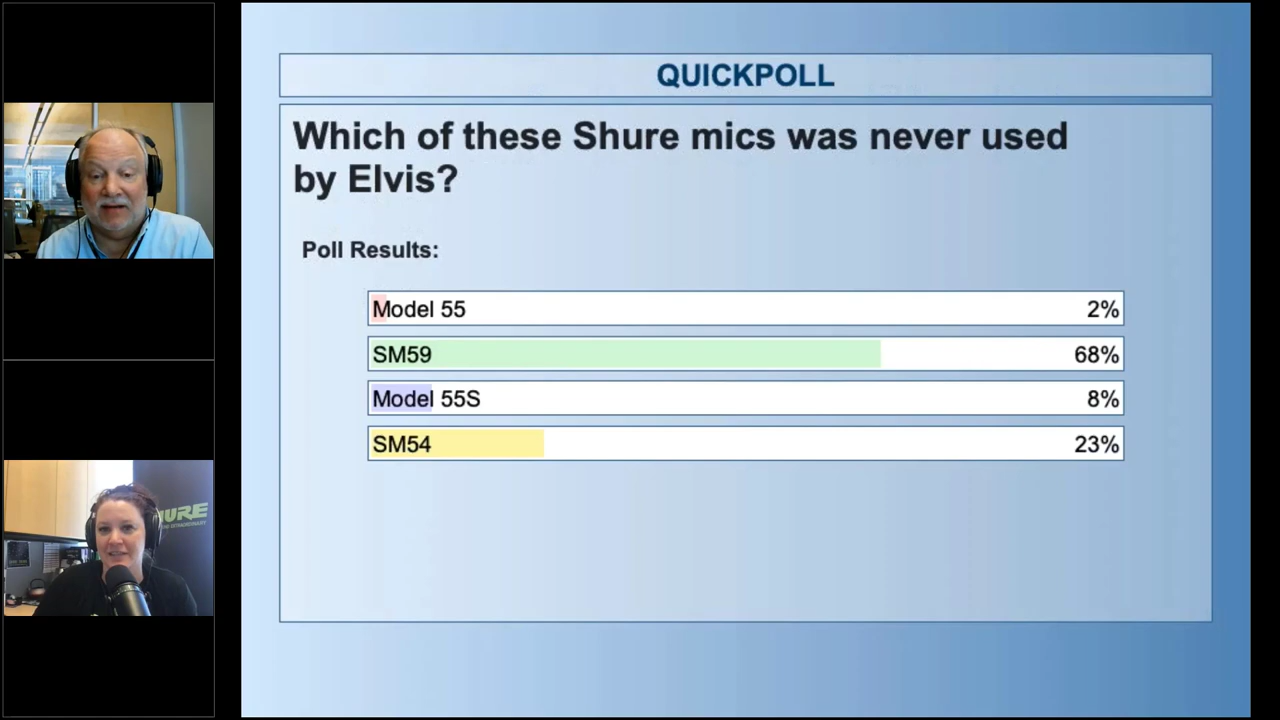 QUICKPOLL
Which of these Shure mics was never used
by Elvis?
Poll Results:
Model 55 2%
SM59 68%
Model 55S 8%
SM54 23%